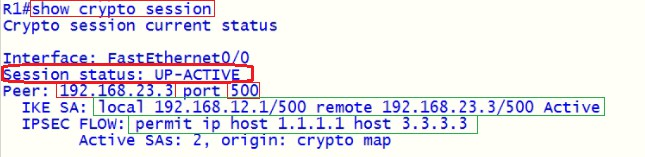 R1#show crypto session
Crypto session current status
Interface: FastEthernet0/0
Session status: UP-ACTIVE
Peer: 192.168.23.3 port 500
IKE SA: local 192.168.12.1/500 remote 192.168.23.3/500 Active
IPSEC FLOW: permit ip host 1.1.1.1 host 3.3.3.3
Active SAs: 2, origin: crypto map